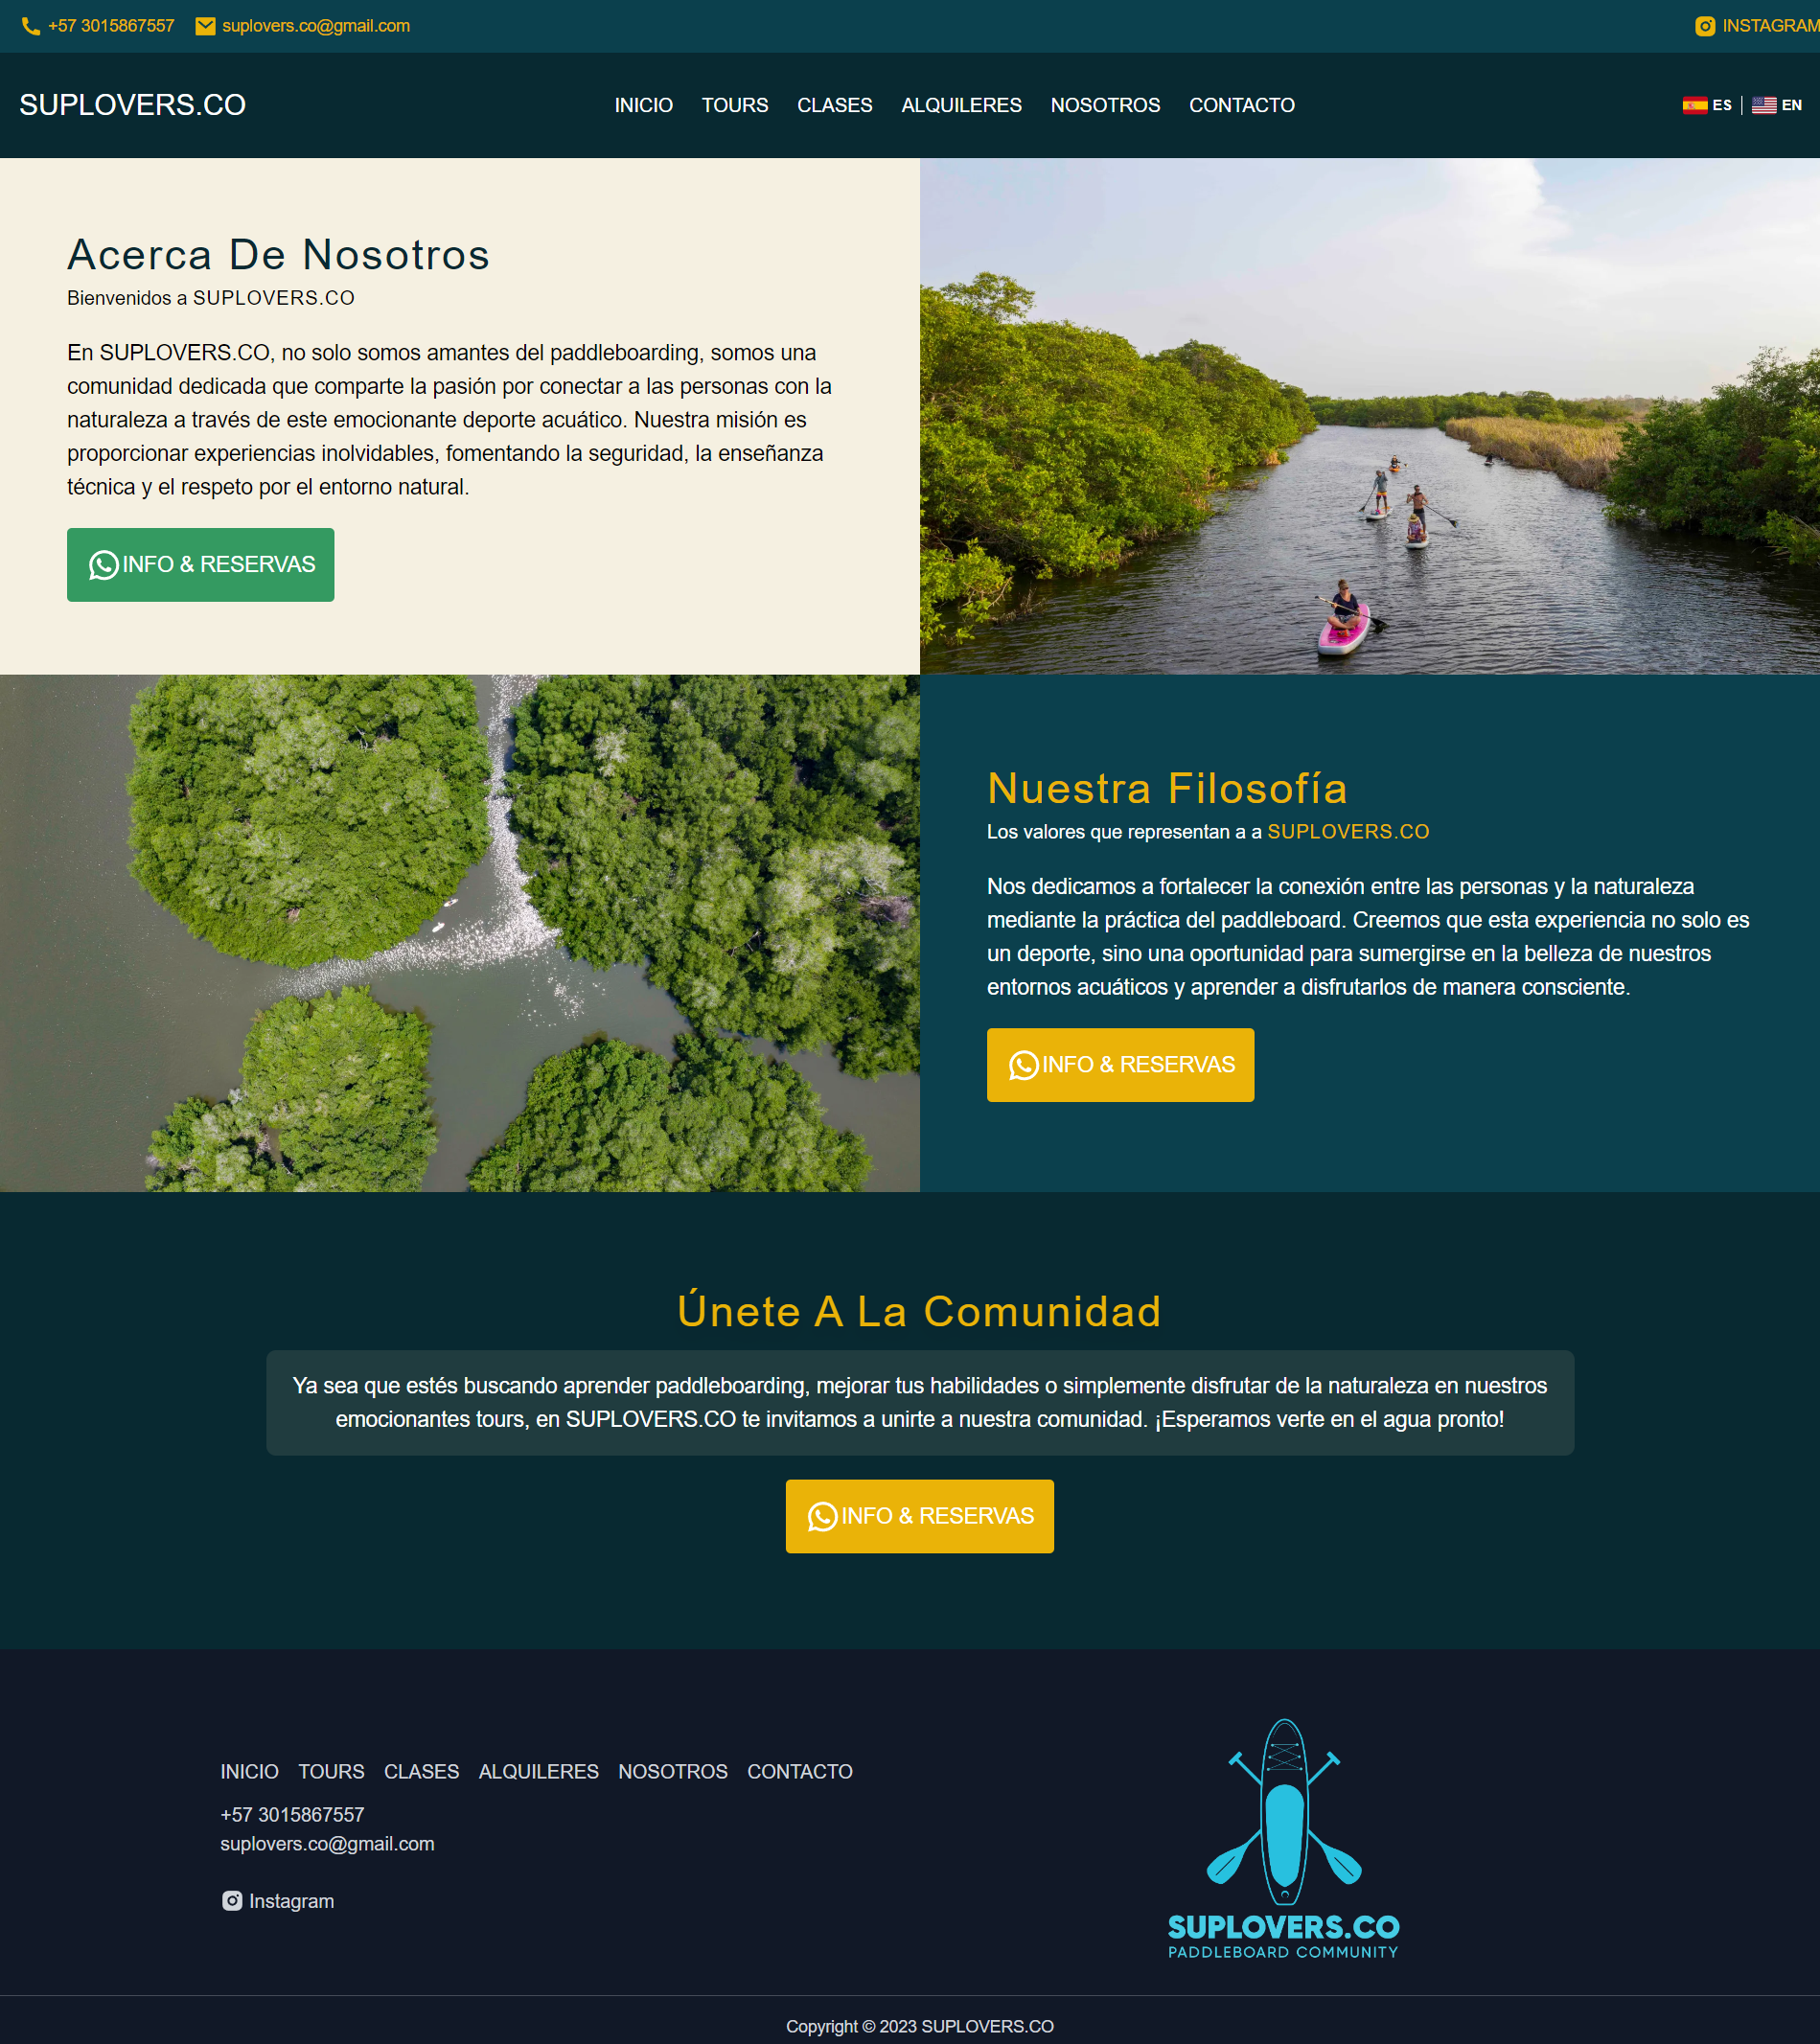 +57 3015867557 suplovers.co@gmail.com INSTAGRAM
SUPLOVERS.CO INICIO TOURS CLASES ALQUILERES NOSOTROS CONTACTO ES EN
Acerca De Nosotros
Bienvenidos a SUPLOVERS.CO
En SUPLOVERS.CO, no solo somos amantes del paddleboarding, somos una
comunidad dedicada que comparte la pasión por conectar a las personas con la
naturaleza a través de este emocionante deporte acuático. Nuestra misión es
proporcionar experiencias inolvidables, fomentando la seguridad, la enseñanza
técnica y el respeto por el entorno natural.
INFO & RESERVAS
Nuestra Filosofía
Los valores que representan a a SUPLOVERS.CO
Nos dedicamos a fortalecer la conexión entre las personas y la naturaleza
mediante la práctica del paddleboard. Creemos que esta experiencia no solo es
un deporte, sino una oportunidad para sumergirse en la belleza de nuestros
entornos acuáticos y aprender a disfrutarlos de manera consciente.
INFO & RESERVAS
Únete A La Comunidad
Ya sea que estés buscando aprender paddleboarding, mejorar tus habilidades o simplemente disfrutar de la naturaleza en nuestros
emocionantes tours, en SUPLOVERS.CO te invitamos a unirte a nuestra comunidad. ¡Esperamos verte en el agua pronto!
INFO & RESERVAS
INICIO TOURS CLASES ALQUILERES NOSOTROS CONTACTO
+57 3015867557
suplovers.co@gmail.com
Instagram
SUPLOVERS.CO
PADDLEBOARD COMMUNITY
Copyright © 2023 SUPLOVERS.CO